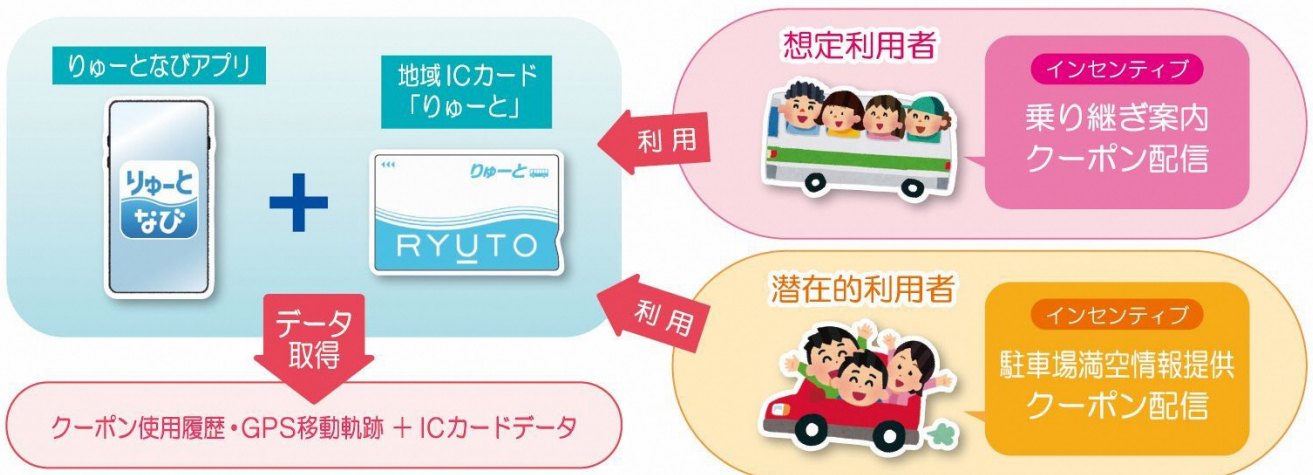 りゅーとなびアプリ
りゅーと
なび
地域ICカード
「りゅーと」
りゅーと
RYUTO
データ
取得
クーポン使用履歴・GPS移動軌跡 + ICカードデータ
利用
想定利用者
インセンティブ
乗り継ぎ案内
クーポン配信
利用
潜在的利用者
インセンティブ
駐車場満空情報提供
クーポン配信